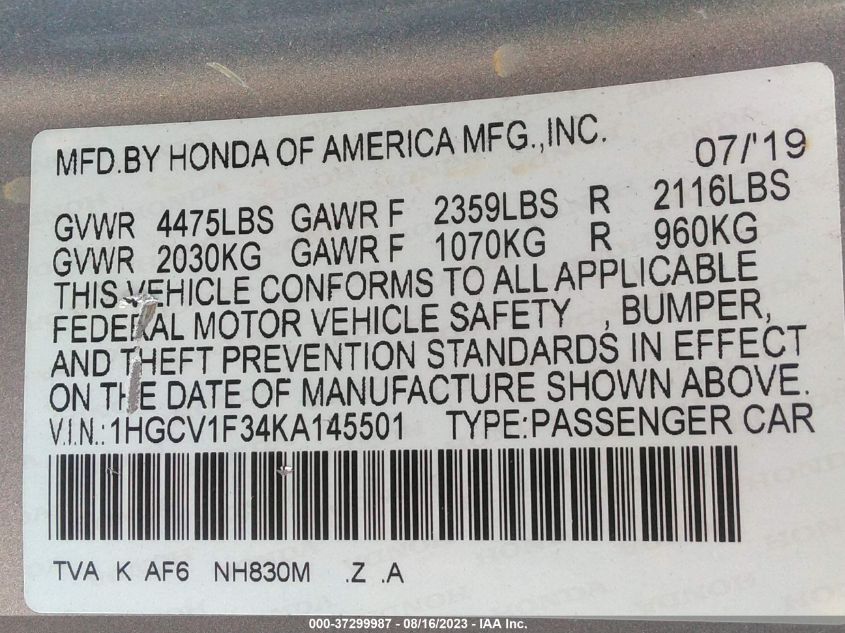 MFD.BY HONDA OF AMERICA MFG.,INC. 07/'19
GVWR 4475LBS GAWR F 2359LBS R 2116LBS
GVWR 2030KG GAWR F 1070KG R 960KG
THIS VEHICLE CONFORMS TO ALL APPLICABLE
FEDERAL MOTOR VEHICLE SAFETY , BUMPER,
AND THEFT PREVENTION STANDARDS IN EFFECT
ON THE DATE OF MANUFACTURE SHOWN ABOVE.
V.I.N.: 1HGCV1F34KA145501 TYPE:PASSENGER CAR
TVA K AF6 NH830M .Z .A
000-37299987 - 08/16/2023 - IAA Inc.